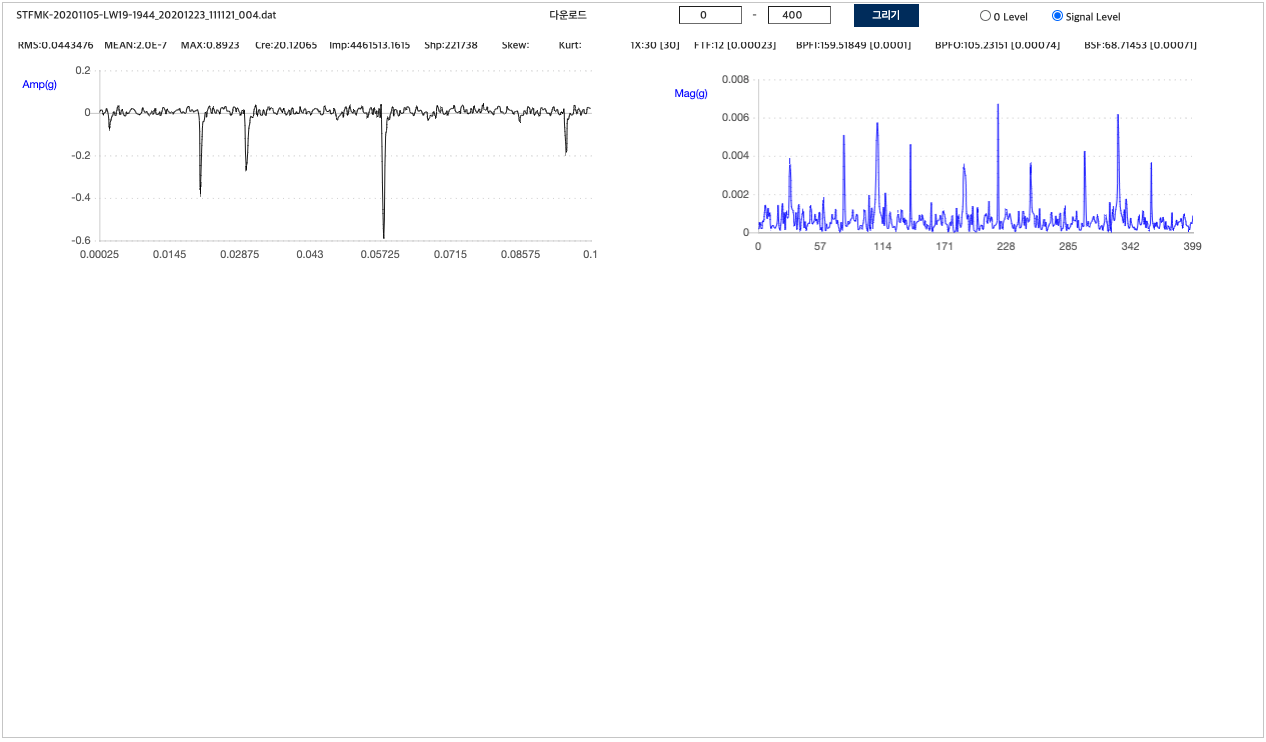 STFMK-20201105-LW19-1944_20201223_111121_004.dat 다운로드 0 - 400 그리기 0 Level Signal Level
RMS:0.0443476 MEAN:2.0E-7 MAX:0.8923 Cre:20.12065 Imp:4461513.1615 Shp:221738 Skew: Kurt: 1X:30 [30] FTF:12 [0.00023] BPFI:159.51849 [0.0001] BPFO:105.23151 [0.00074] BSF:68.71453 [0.00071]
Amp(g)
0.2
0
-0.2
-0.4
-0.6
0.00025 0.0145 0.02875 0.043 0.05725 0.0715 0.08575 0.1
Mag(g)
0.008
0.006
0.004
0.002
0
0 57 114 171 228 285 342 399